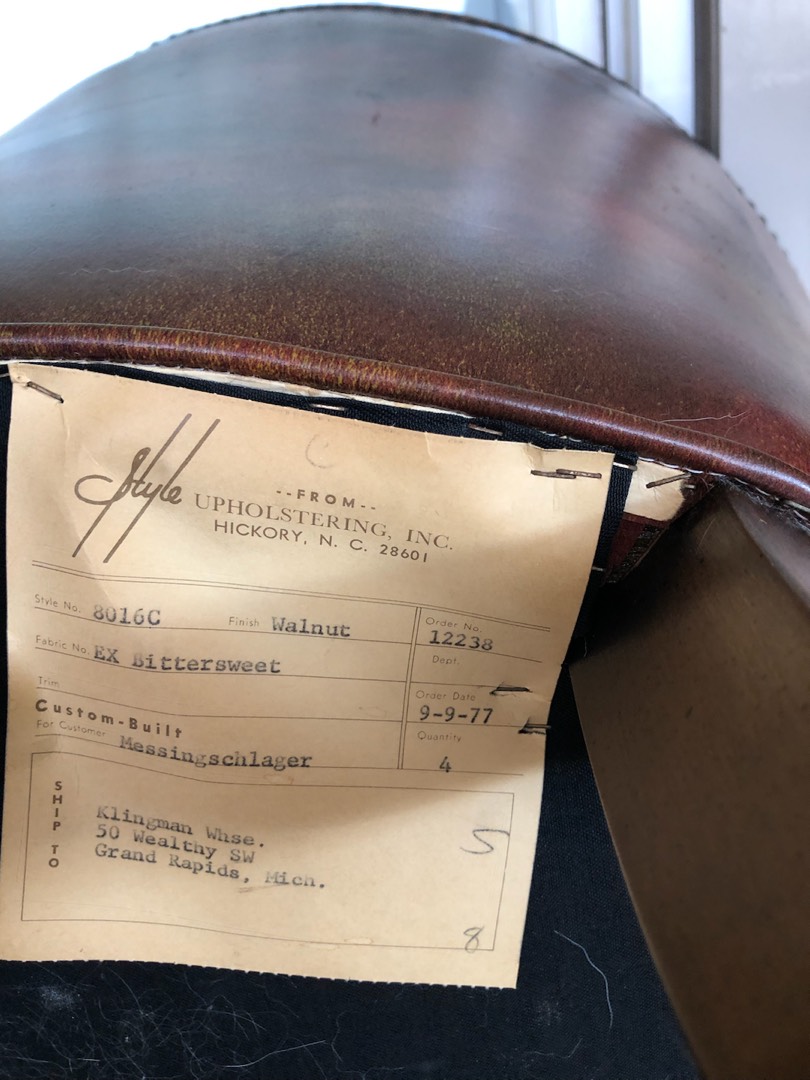 Style
--FROM--
UPHOLSTERING, INC.
HICKORY, N. C. 28601
Style No. 8016C Finish Walnut
Order No. 12238
Fabric No. EX Bittersweet
Dept.
Trim
Order Date 9-9-77
Custom-Built
For Customer Messingschlager
Quantity 4
SHIP TO
Klingman Whse.
50 Wealthy SW
Grand Rapids, Mich.
5
8